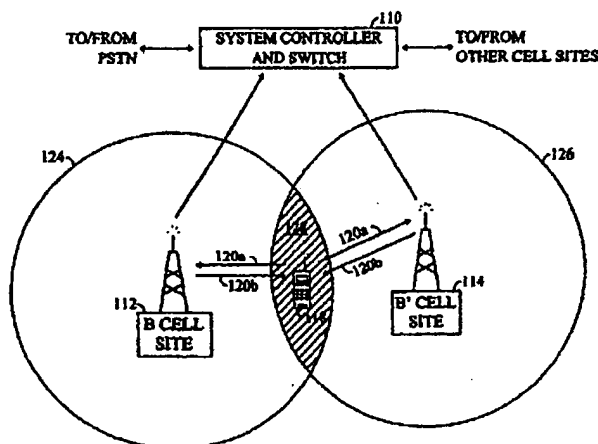 110
TO/FROM
PSTN
SYSTEM CONTROLLER
AND SWITCH
TO/FROM
OTHER CELL SITES
124
126
120a
120b
120a
120b
112
B CELL
SITE
B' CELL
SITE
114